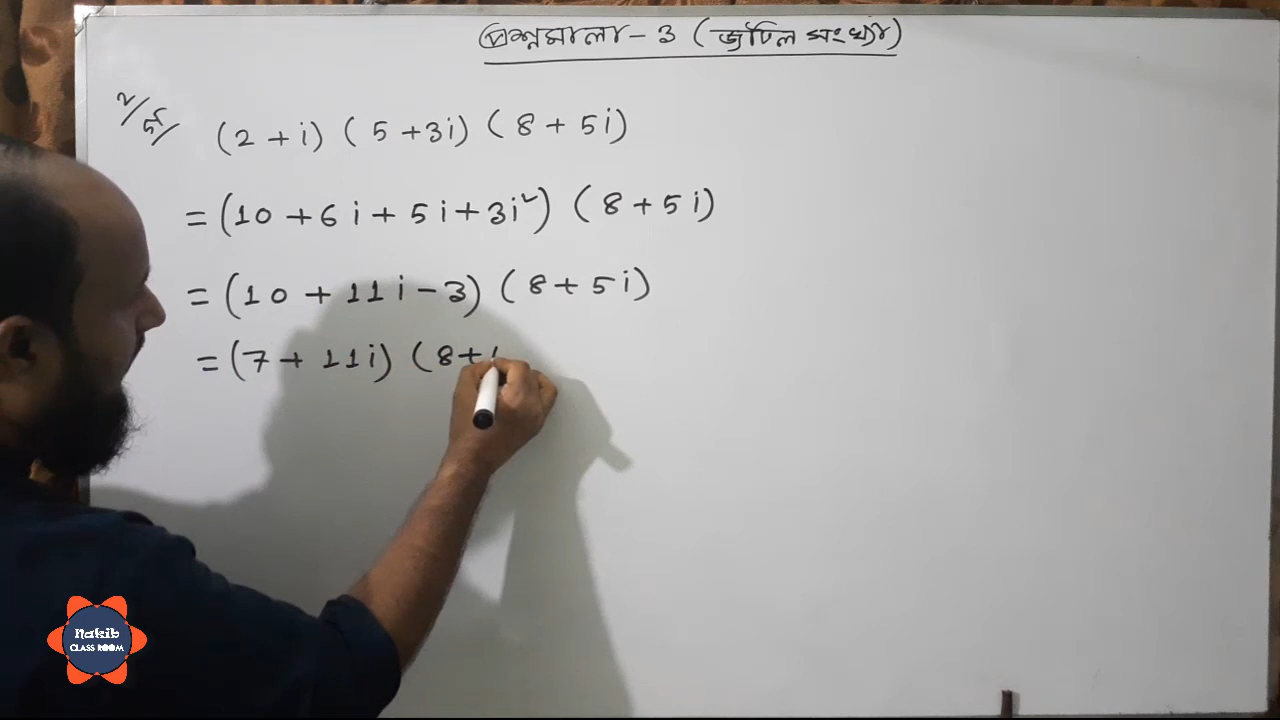 প্রশ্নমালা - 3 (জটিল সংখ্যা)
(2 + i) (5 + 3i) (8 + 5i)
= (10 + 6i + 5i + 3i²) (8 + 5i)
= (10 + 11i - 3) (8 + 5i)
= (7 + 11i) (8 +
Nakib
CLASS ROOM